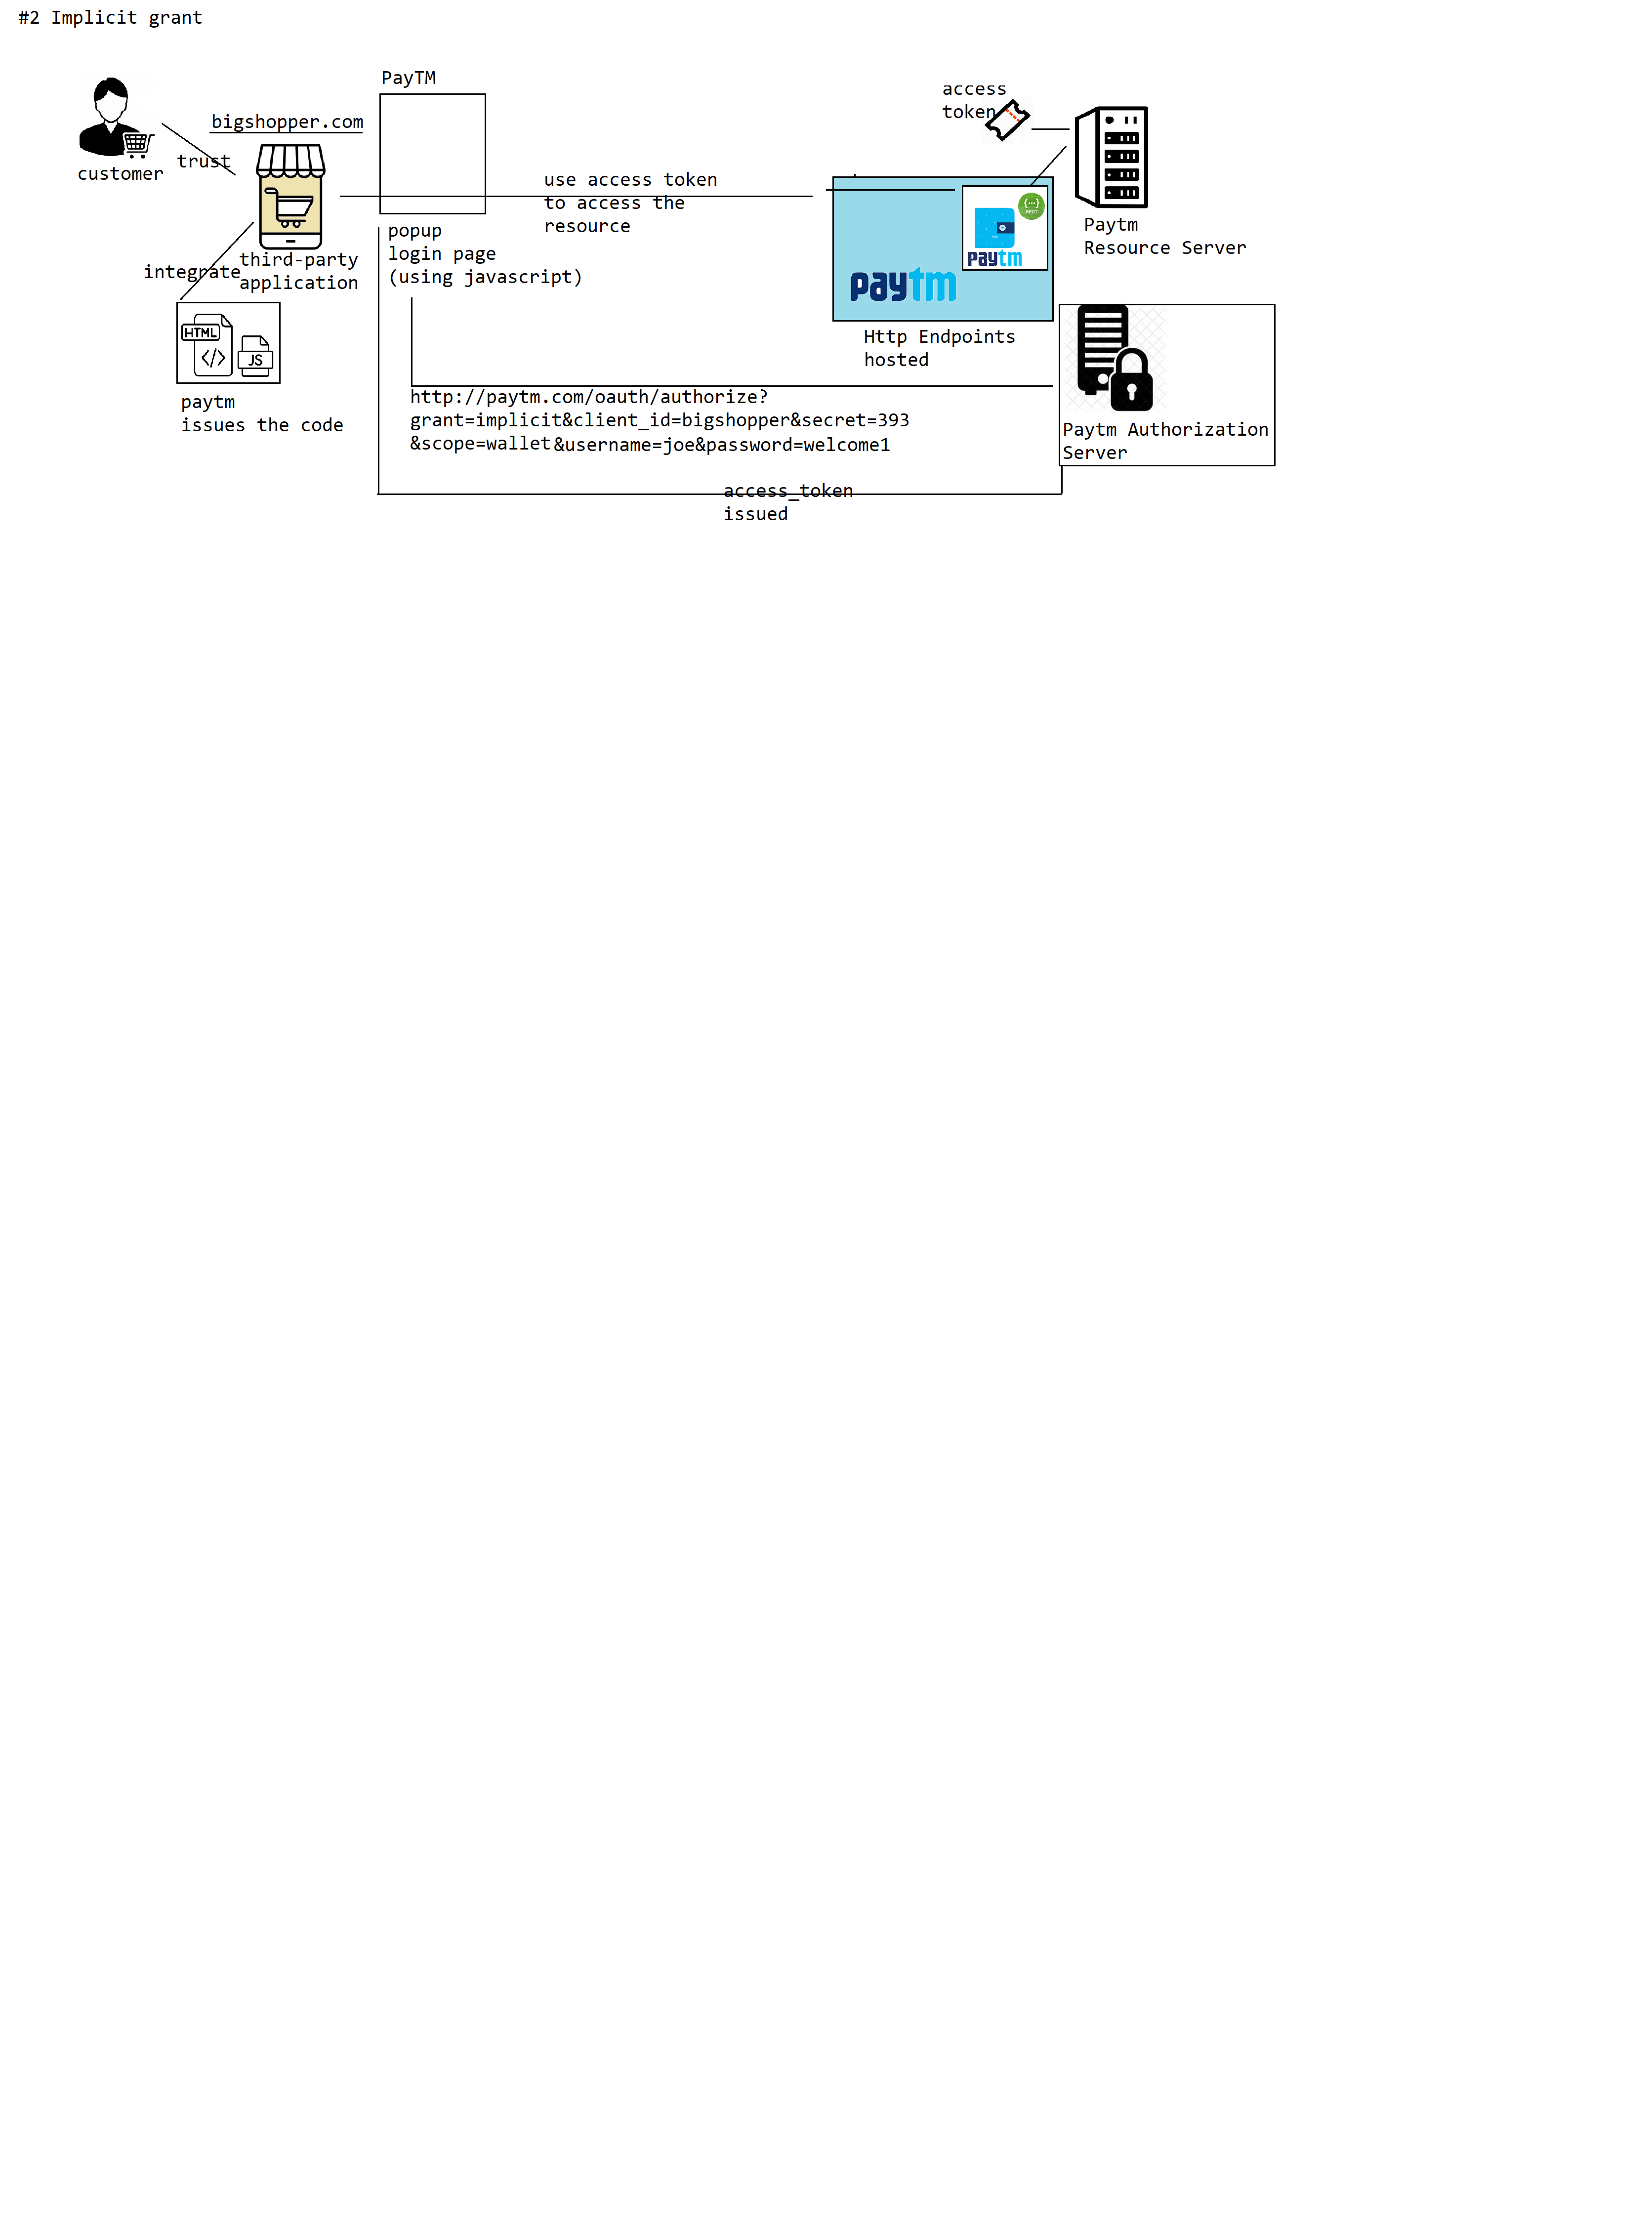 #2 Implicit grant
PayTM
access
token
bigshopper.com
trust
customer
use access token
to access the
resource
{...}
REST
paytm
Paytm
Resource Server
popup
login page
(using javascript)
third-party
application
integrate
paytm
HTML
</>
JS
Http Endpoints
hosted
paytm
issues the code
http://paytm.com/oauth/authorize?
grant=implicit&client_id=bigshopper&secret=393
&scope=wallet&username=joe&password=welcome1
Paytm Authorization
Server
access_token
issued